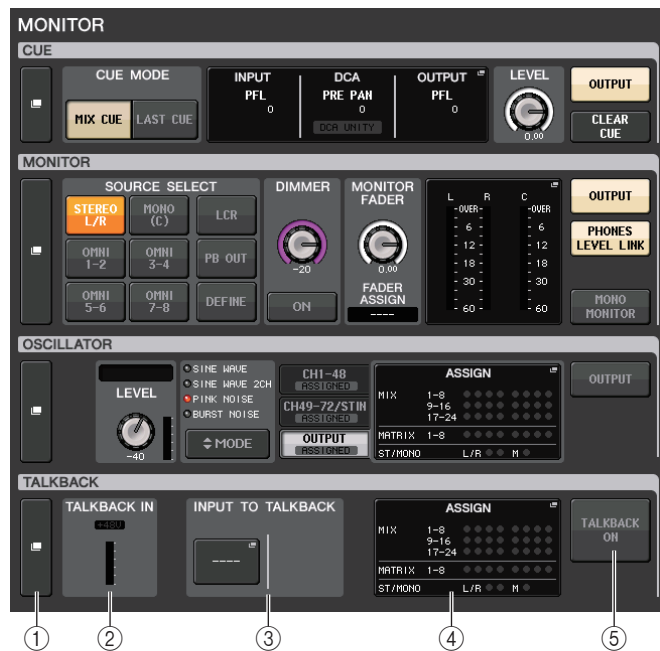 MONITOR
CUE
CUE MODE
MIX CUE
LAST CUE
INPUT
PFL
0
DCA
PRE PAN
0
DCA UNITY
OUTPUT
PFL
0
LEVEL
0.00
OUTPUT
CLEAR
CUE
MONITOR
SOURCE SELECT
STEREO
L/R
MONO
(C)
LCR
OMNI
1-2
OMNI
3-4
PB OUT
OMNI
5-6
OMNI
7-8
DEFINE
DIMMER
-20
ON
MONITOR
FADER
0.00
FADER
ASSIGN
----
L R C
-OVER- -OVER
- 6 - - 6
- 12 - - 12
- 18 - - 18
- 30 - - 30
- 60 - - 60
OUTPUT
PHONES
LEVEL LINK
MONO
MONITOR
OSCILLATOR
LEVEL
-40
SINE WAVE
SINE WAVE 2CH
PINK NOISE
BURST NOISE
MODE
CH1-48
ASSIGNED
CH49-72/STIN
ASSIGNED
OUTPUT
ASSIGNED
ASSIGN
MIX 1-8
9-16
17-24
MATRIX 1-8
ST/MONO L/R M
OUTPUT
TALKBACK
TALKBACK IN
+48V
INPUT TO TALKBACK
----
ASSIGN
MIX 1-8
9-16
17-24
MATRIX 1-8
ST/MONO L/R M
TALKBACK
ON
① ② ③ ④ ⑤